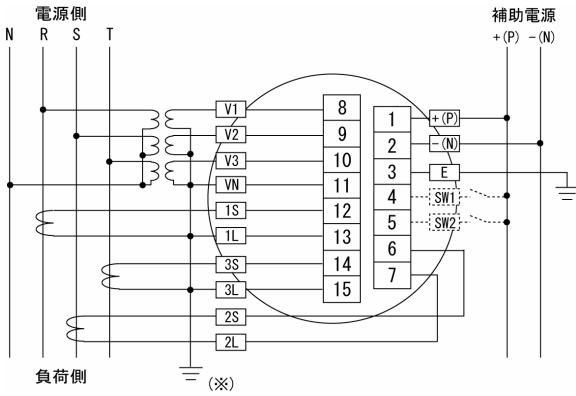 電源側 補助電源
N R S T +(P) -(N)
V1 8
V2 9
V3 10
VN 11
1S 12
1L 13
3S 14
3L 15
2S
2L
1 +(P)
2 -(N)
3 E
4 SW1
5 SW2
6
7
負荷側 (※)